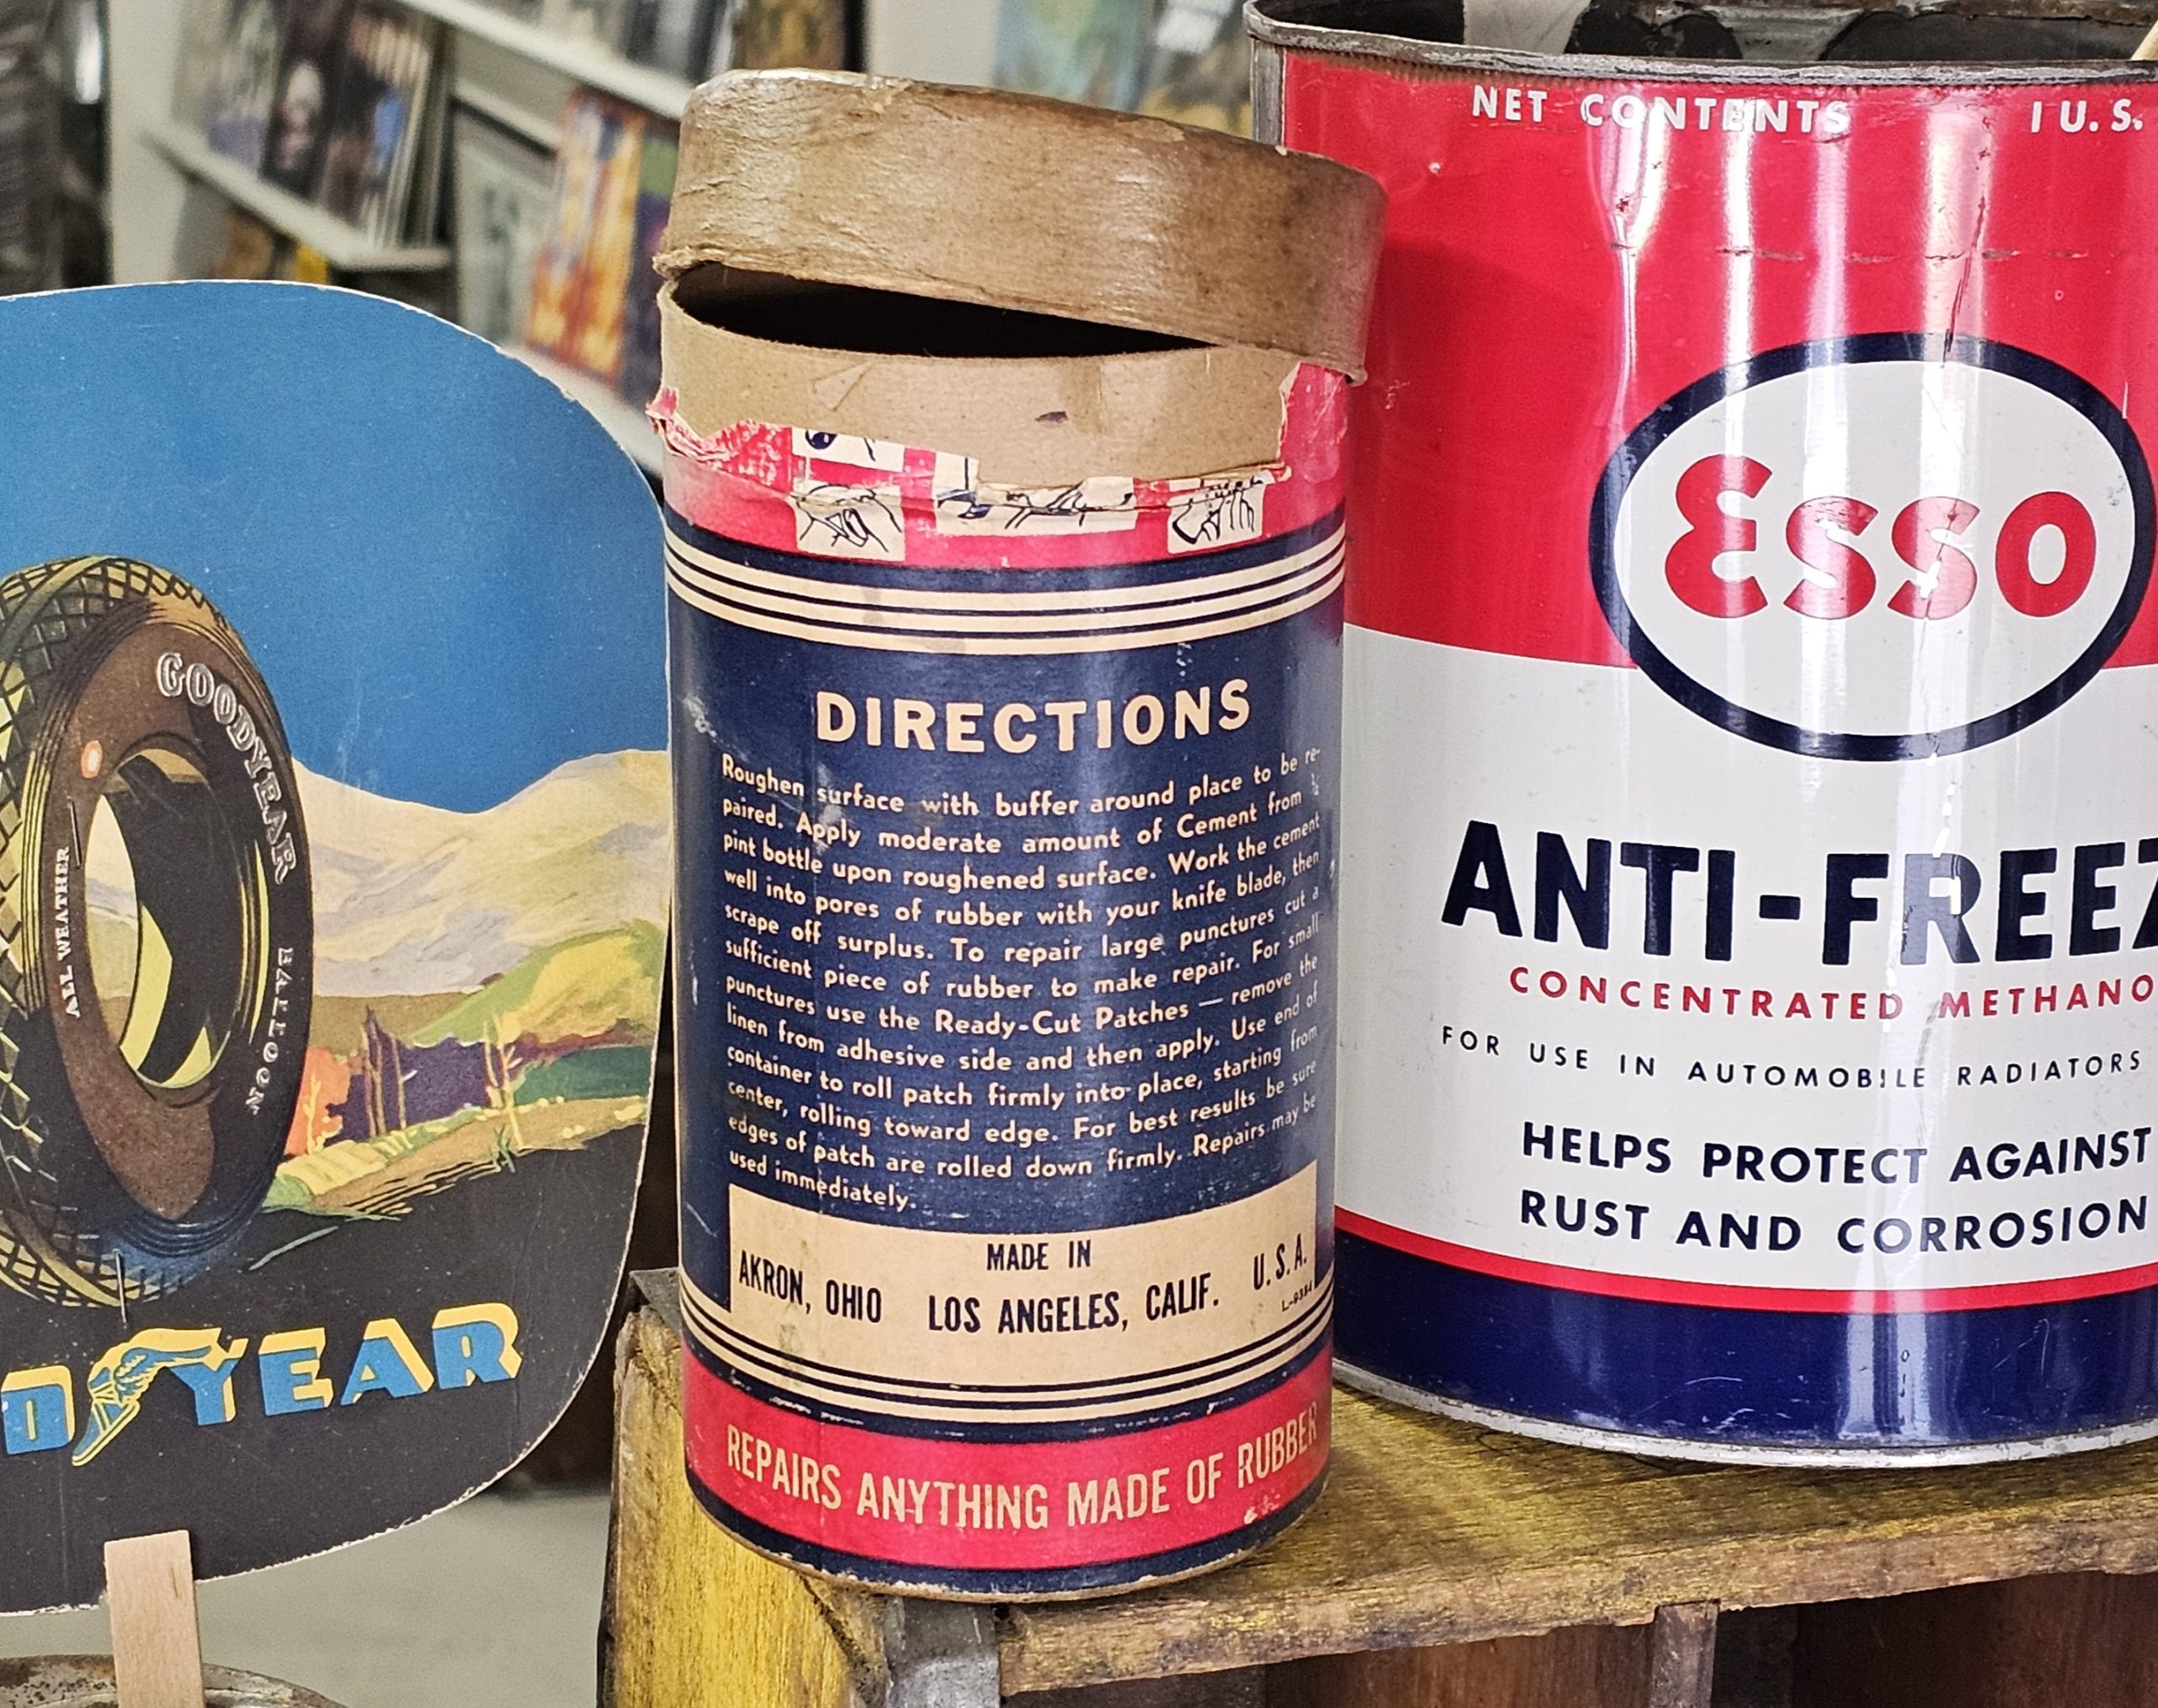 GOODYEAR
ALL WEATHER
BALLOON
D YEAR
DIRECTIONS
Roughen surface with buffer around place to be re-
paired. Apply moderate amount of Cement from ¼
pint bottle upon roughened surface. Work the cement
well into pores of rubber with your knife blade, then
scrape off surplus. To repair large punctures cut a
sufficient piece of rubber to make repair. For small
punctures use the Ready-Cut Patches — remove the
linen from adhesive side and then apply. Use end of
container to roll patch firmly into place, starting from
center, rolling toward edge. For best results be sure
edges of patch are rolled down firmly. Repairs may be
used immediately.
MADE IN
AKRON, OHIO LOS ANGELES, CALIF. U.S.A.
REPAIRS ANYTHING MADE OF RUBBER
NET CONTENTS 1 U.S.
Esso
ANTI-FREEZ
CONCENTRATED METHANO
FOR USE IN AUTOMOBILE RADIATORS
HELPS PROTECT AGAINST
RUST AND CORROSION